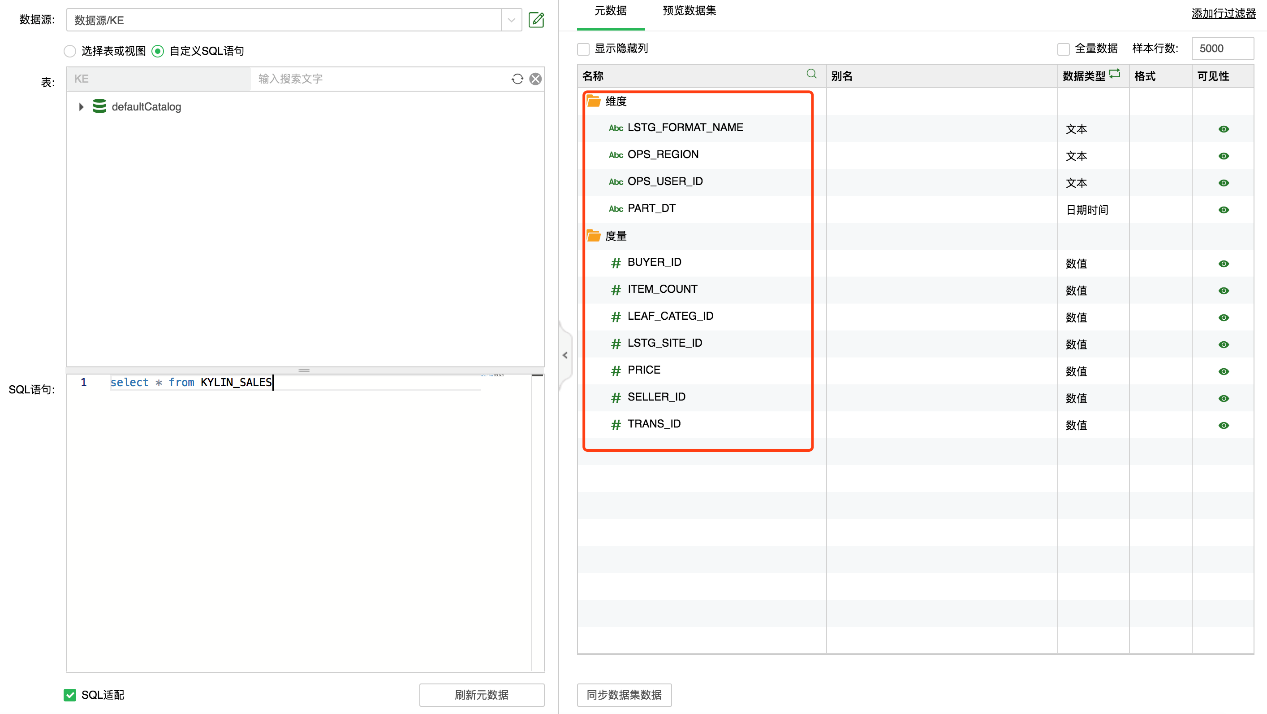 数据源:
数据源/KE
选择表或视图
自定义SQL语句
表:
KE
输入搜索文字
defaultCatalog
SQL语句:
1
select * from KYLIN_SALES
SQL适配
刷新元数据
元数据
预览数据集
添加行过滤器
显示隐藏列
全量数据
样本行数:
5000
名称
别名
数据类型
格式
可见性
维度
Abc LSTG_FORMAT_NAME 文本
Abc OPS_REGION 文本
Abc OPS_USER_ID 文本
Abc PART_DT 日期时间
度量
# BUYER_ID 数值
# ITEM_COUNT 数值
# LEAF_CATEG_ID 数值
# LSTG_SITE_ID 数值
# PRICE 数值
# SELLER_ID 数值
# TRANS_ID 数值
同步数据集数据